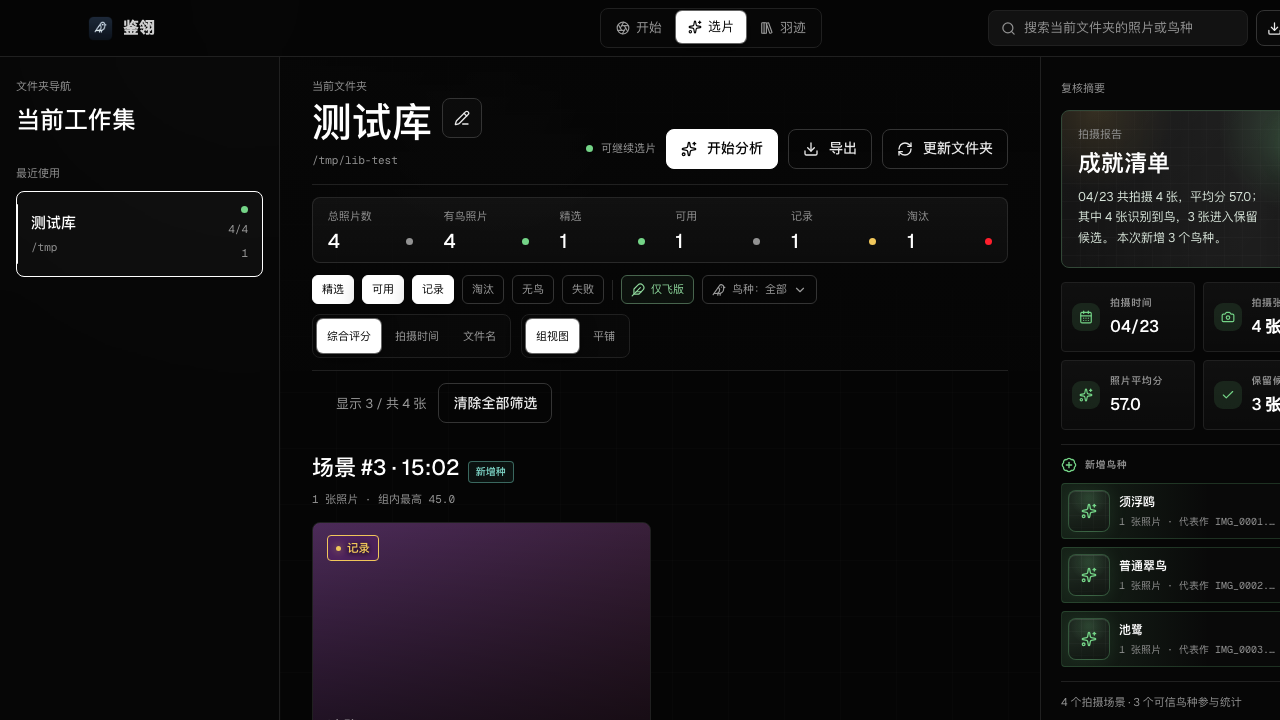 鉴翎
开始
选片
羽迹
搜索当前文件夹的照片或鸟种
文件夹导航
当前工作集
最近使用
测试库
/tmp
4/4
1
当前文件夹
测试库
/tmp/lib-test
可继续选片
开始分析
导出
更新文件夹
总照片数
4
有鸟照片
4
精选
1
可用
1
记录
1
淘汰
1
精选
可用
记录
淘汰
无鸟
失败
仅飞版
鸟种: 全部
综合评分
拍摄时间
文件名
组视图
平铺
显示 3 / 共 4 张
清除全部筛选
场景 #3 · 15:02
新增种
1 张照片 · 组内最高 45.0
记录
复核摘要
拍摄报告
成就清单
04/23 共拍摄 4 张，平均分 57.0；
其中 4 张识别到鸟，3 张进入保留
候选。 本次新增 3 个鸟种。
拍摄时间
04/23
拍摄张
4 张
照片平均分
57.0
保留候
3 张
新增鸟种
须浮鸥
1 张照片 · 代表作 IMG_0001.…
普通翠鸟
1 张照片 · 代表作 IMG_0002.…
池鹭
1 张照片 · 代表作 IMG_0003.…
4 个拍摄场景 · 3 个可信鸟种参与统计